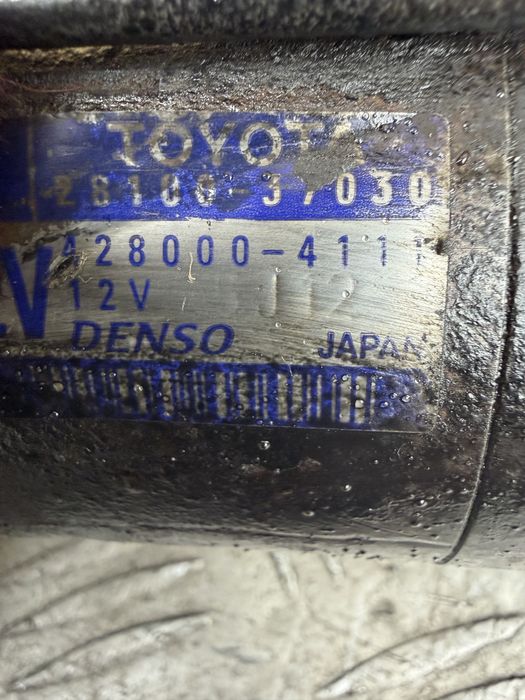 TOYOTA
28100-37030
428000-4111
12V
DENSO JAPAN